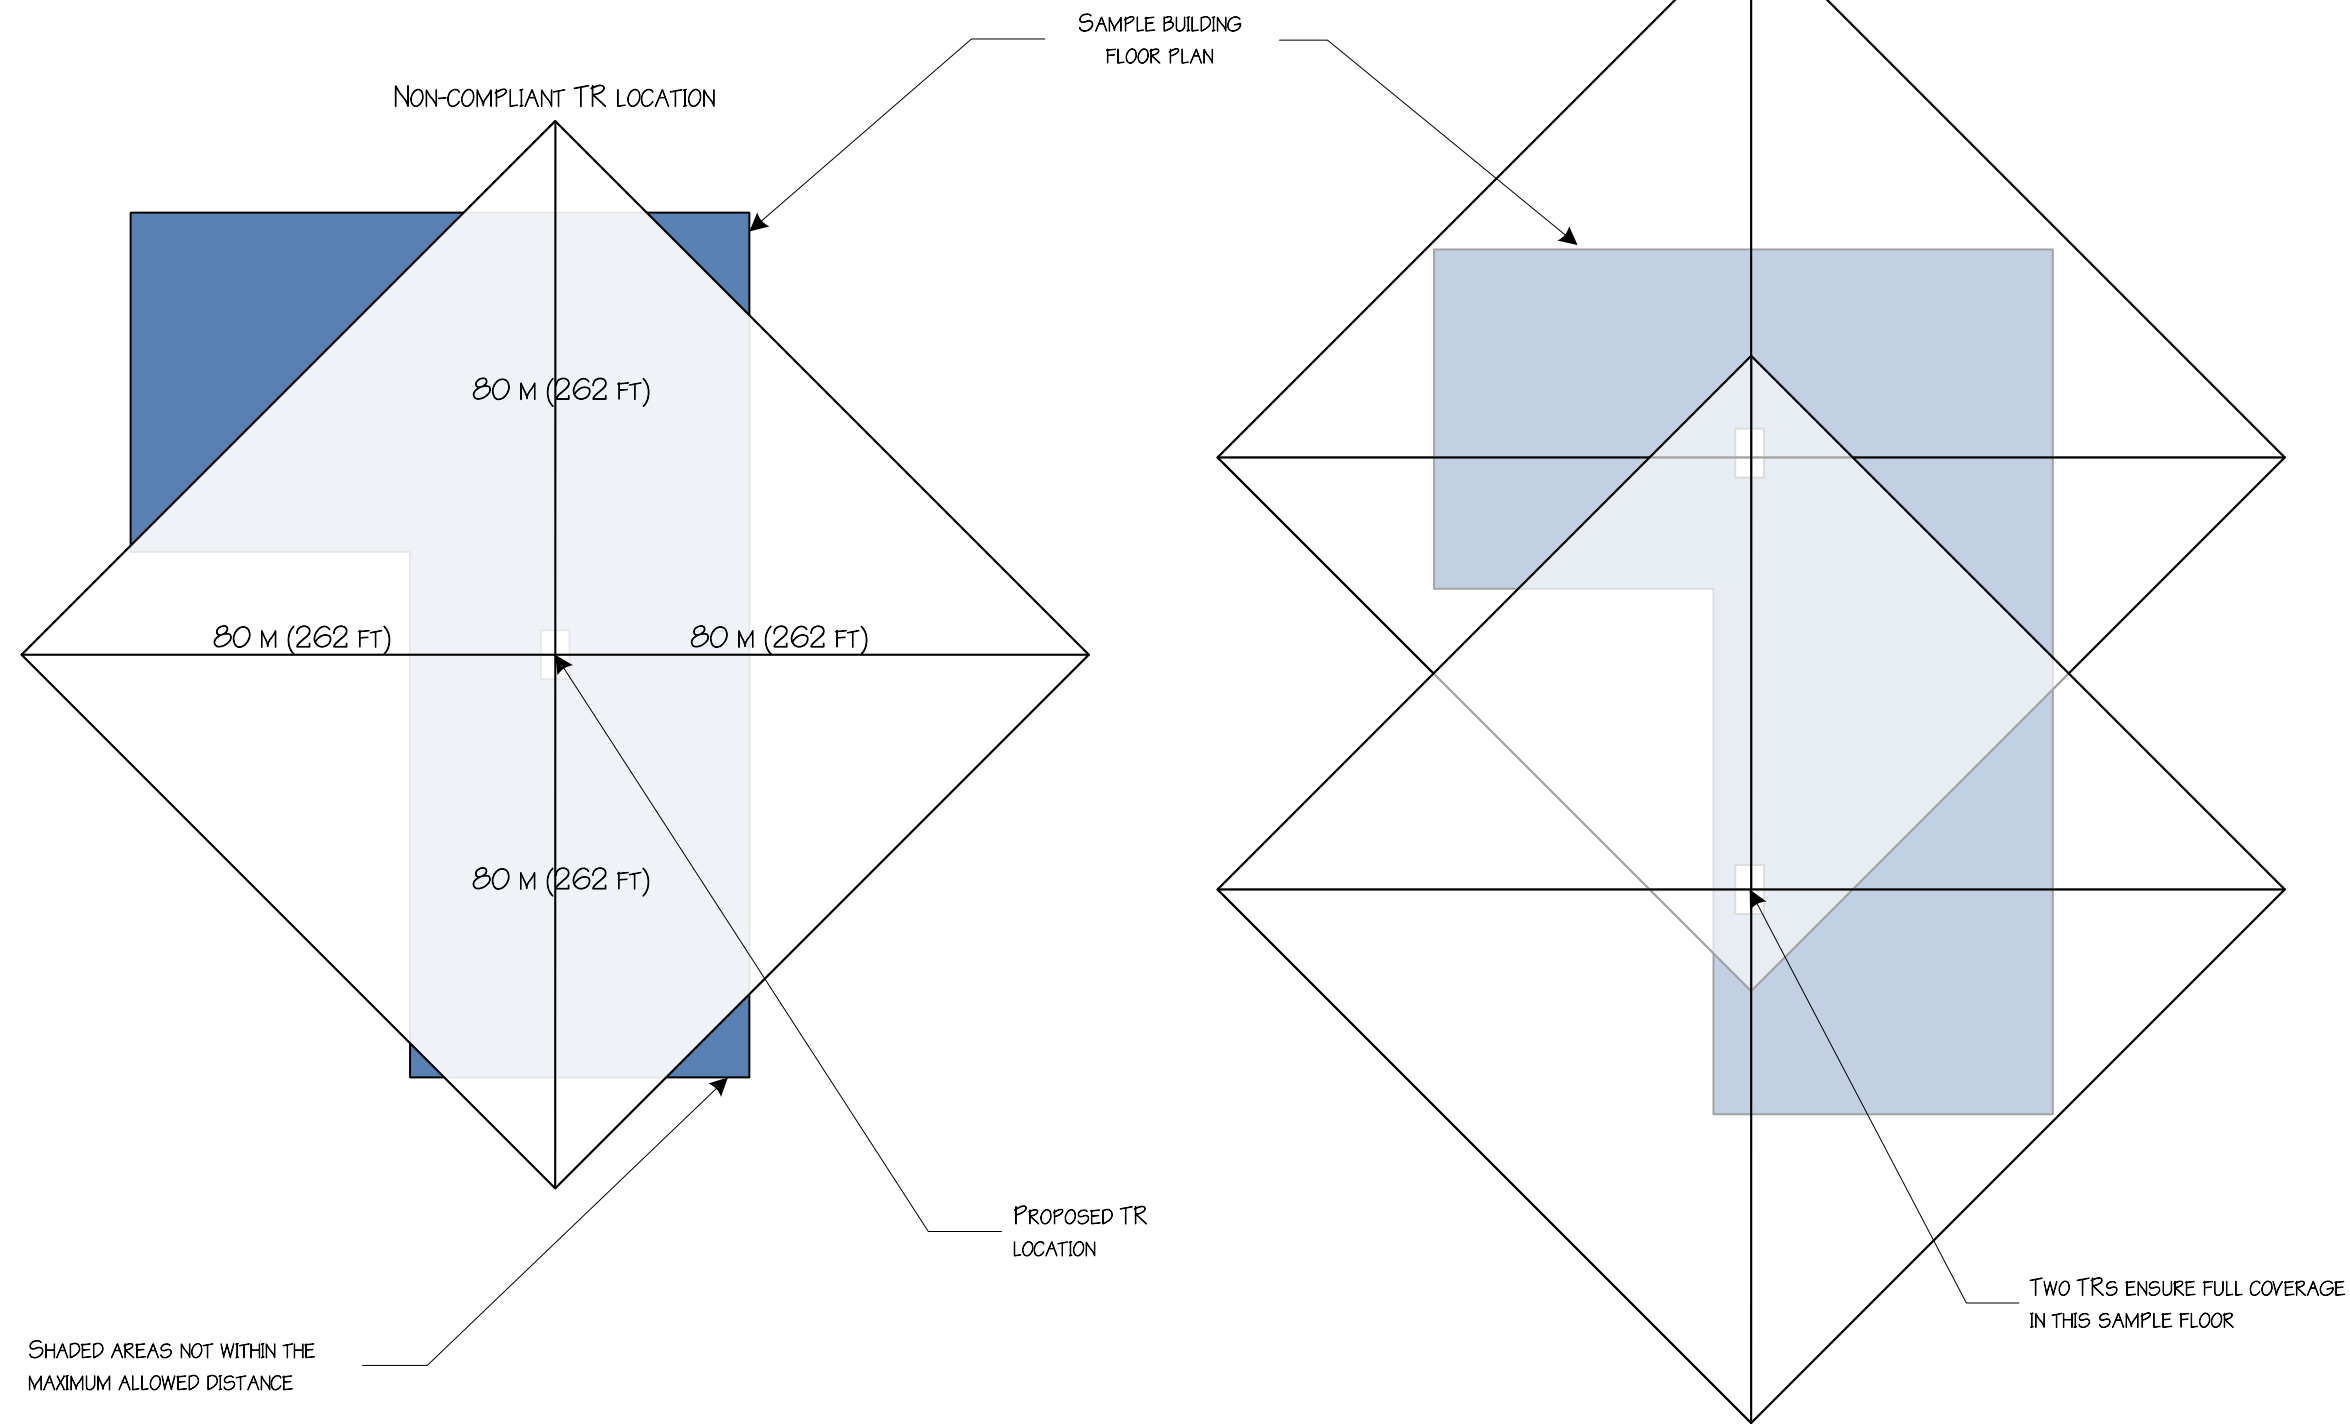 Sample building
floor plan
Non-compliant TR location
80 m (262 ft)
80 m (262 ft)
80 m (262 ft)
80 m (262 ft)
Proposed TR
location
Two TRs ensure full coverage
in this sample floor
Shaded areas not within the
maximum allowed distance